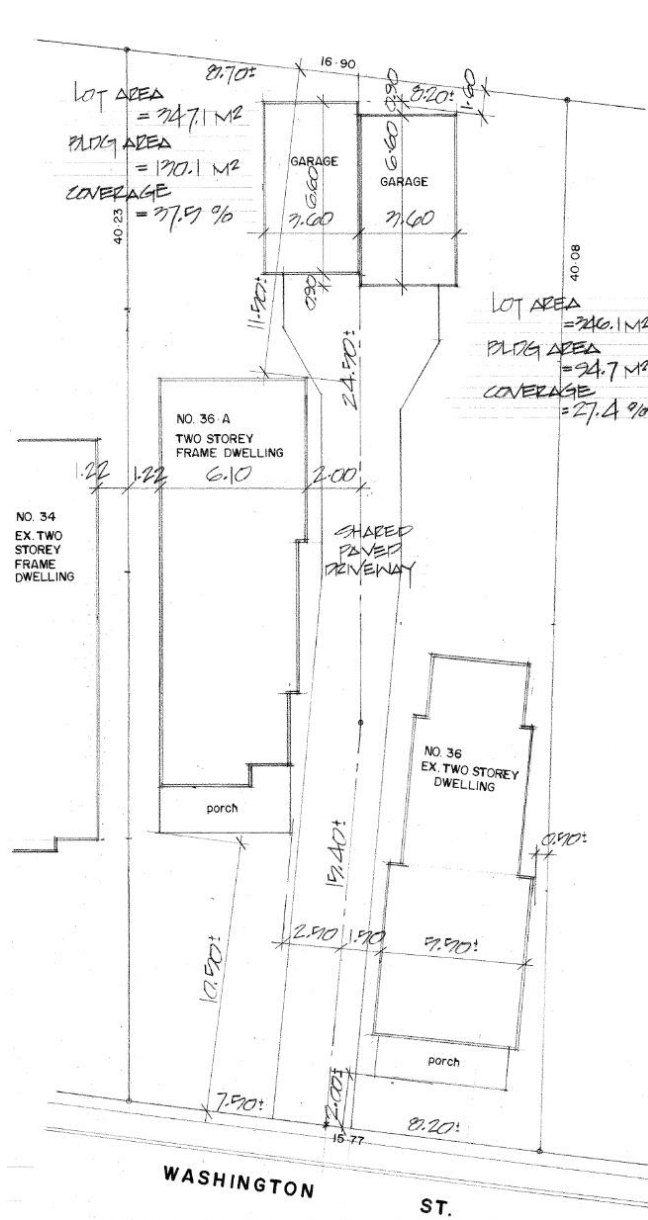 8.70±
16·90
0.90
8.20±
1.60
LOT AREA
= 347.1 M²
BLDG AREA
= 130.1 M²
COVERAGE
= 37.5 %
GARAGE
6.60
3.60
GARAGE
6.60
3.60
40·23
40·08
0.90
11.50±
24.50±
LOT AREA
= 346.1 M²
BLDG AREA
= 94.7 M²
COVERAGE
= 27.4 %
NO. 36·A
TWO STOREY
FRAME DWELLING
1.22
1.22
6.10
2.00
NO. 34
EX. TWO
STOREY
FRAME
DWELLING
SHARED
PAVED
DRIVEWAY
NO. 36
EX. TWO STOREY
DWELLING
porch
0.50±
15.40±
2.50
1.50
5.50±
10.50±
porch
7.50±
2.00±
8.20±
15·77
WASHINGTON ST.